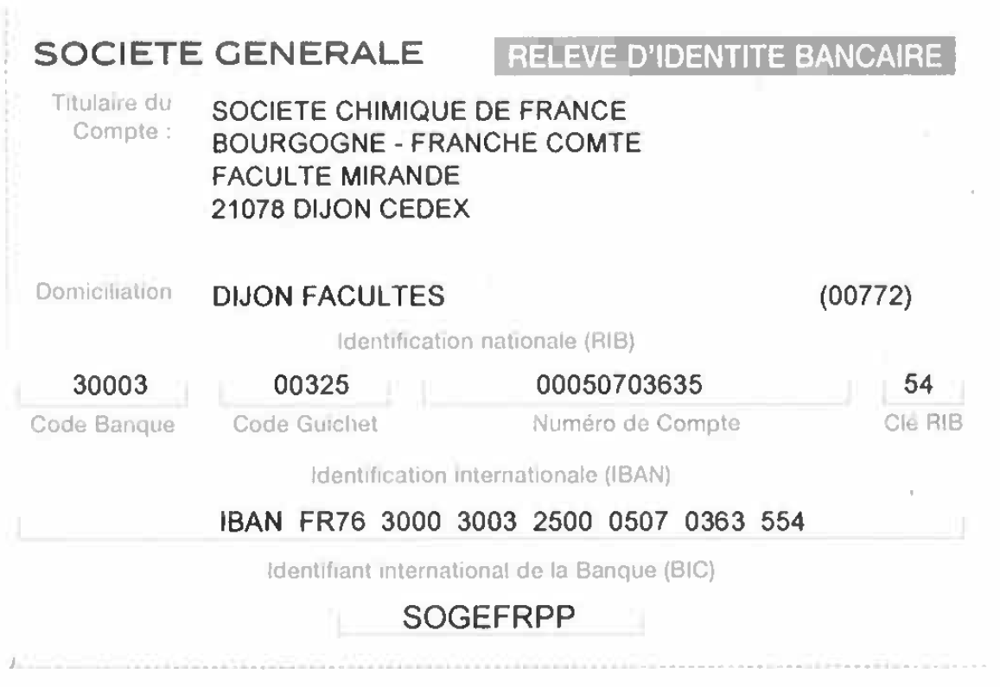 SOCIETE GENERALE
RELEVE D'IDENTITE BANCAIRE
Titulaire du
Compte :
SOCIETE CHIMIQUE DE FRANCE
BOURGOGNE - FRANCHE COMTE
FACULTE MIRANDE
21078 DIJON CEDEX
Domiciliation DIJON FACULTES (00772)
Identification nationale (RIB)
30003 00325 00050703635 54
Code Banque Code Guichet Numéro de Compte Clé RIB
Identification internationale (IBAN)
IBAN FR76 3000 3003 2500 0507 0363 554
Identifiant international de la Banque (BIC)
SOGEFRPP